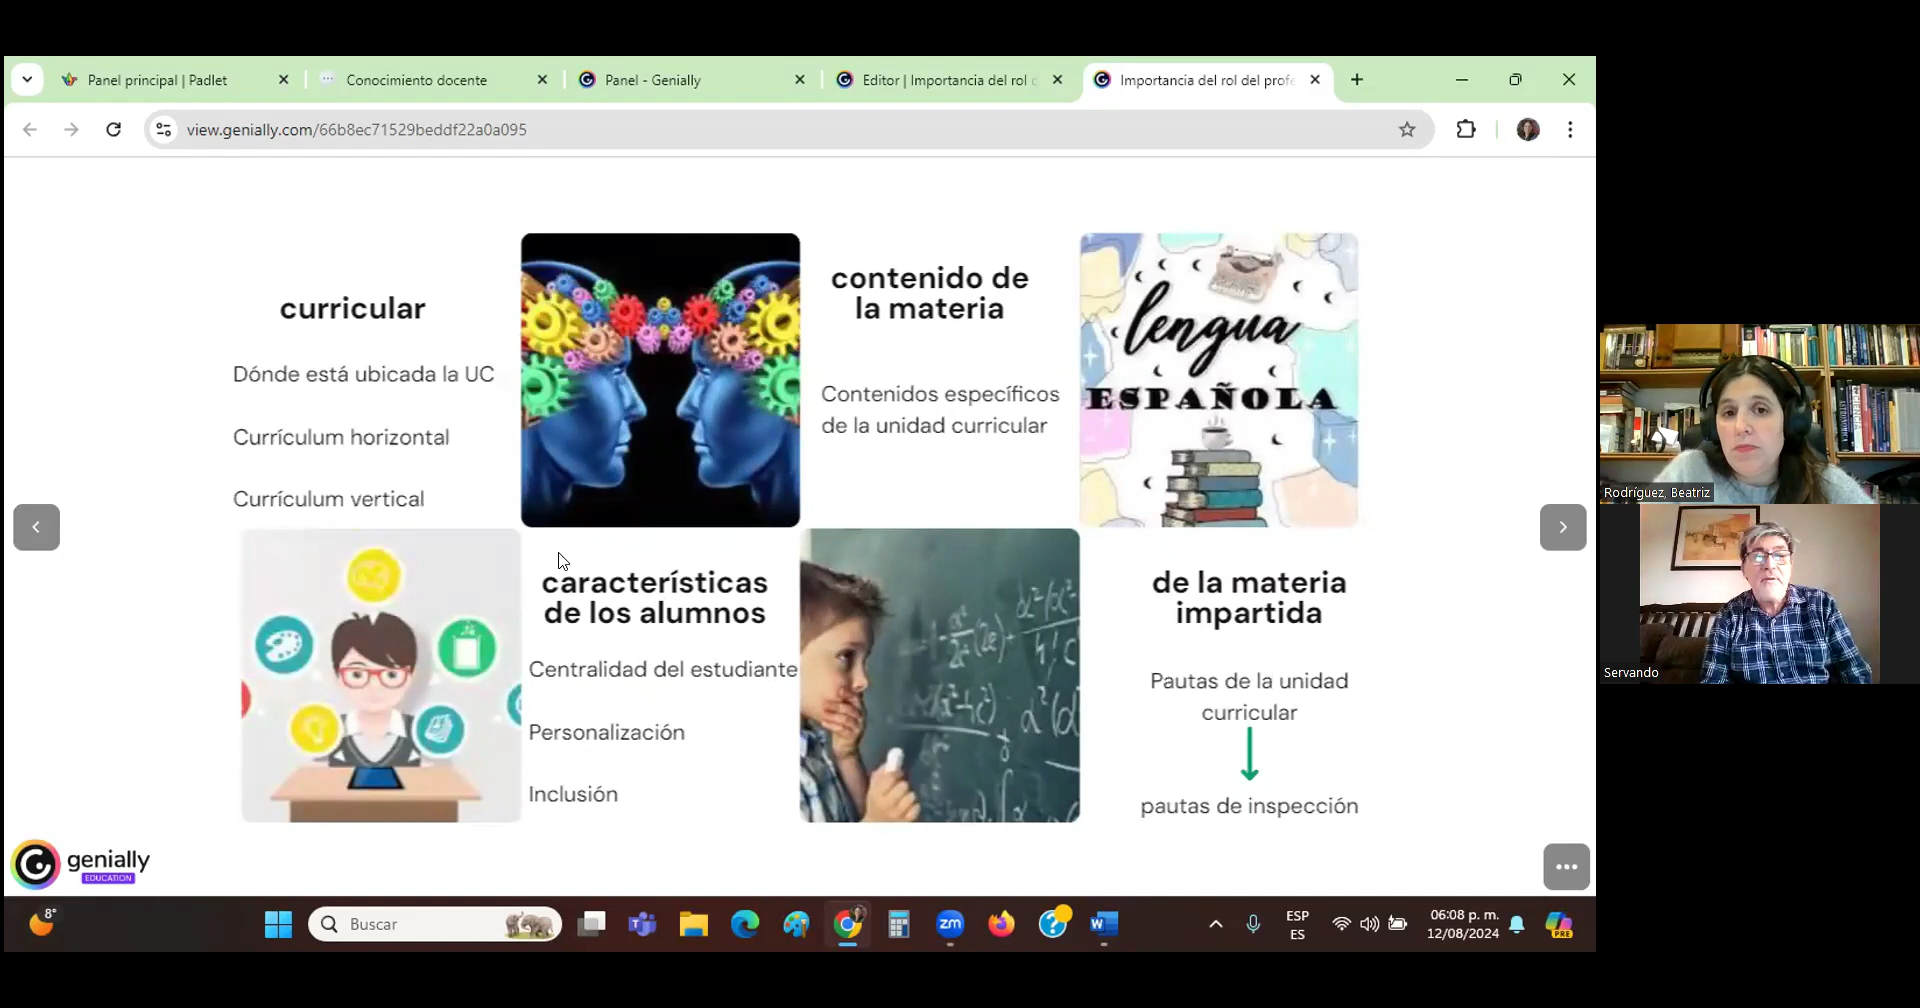 Panel principal | Padlet
Conocimiento docente
Panel - Genially
Editor | Importancia del rol
Importancia del rol del profe
view.genially.com/66b8ec71529beddf22a0a095
curricular
Dónde está ubicada la UC
Currículum horizontal
Currículum vertical
contenido de
la materia
Contenidos específicos
de la unidad curricular
lengua
ESPAÑOLA
características
de los alumnos
Centralidad del estudiante
Personalización
Inclusión
de la materia
impartida
Pautas de la unidad
curricular
pautas de inspección
genially
EDUCATION
Rodríguez, Beatriz
Servando
8°
Buscar
zm
W
ESP
ES
06:08 p. m.
12/08/2024
PRE